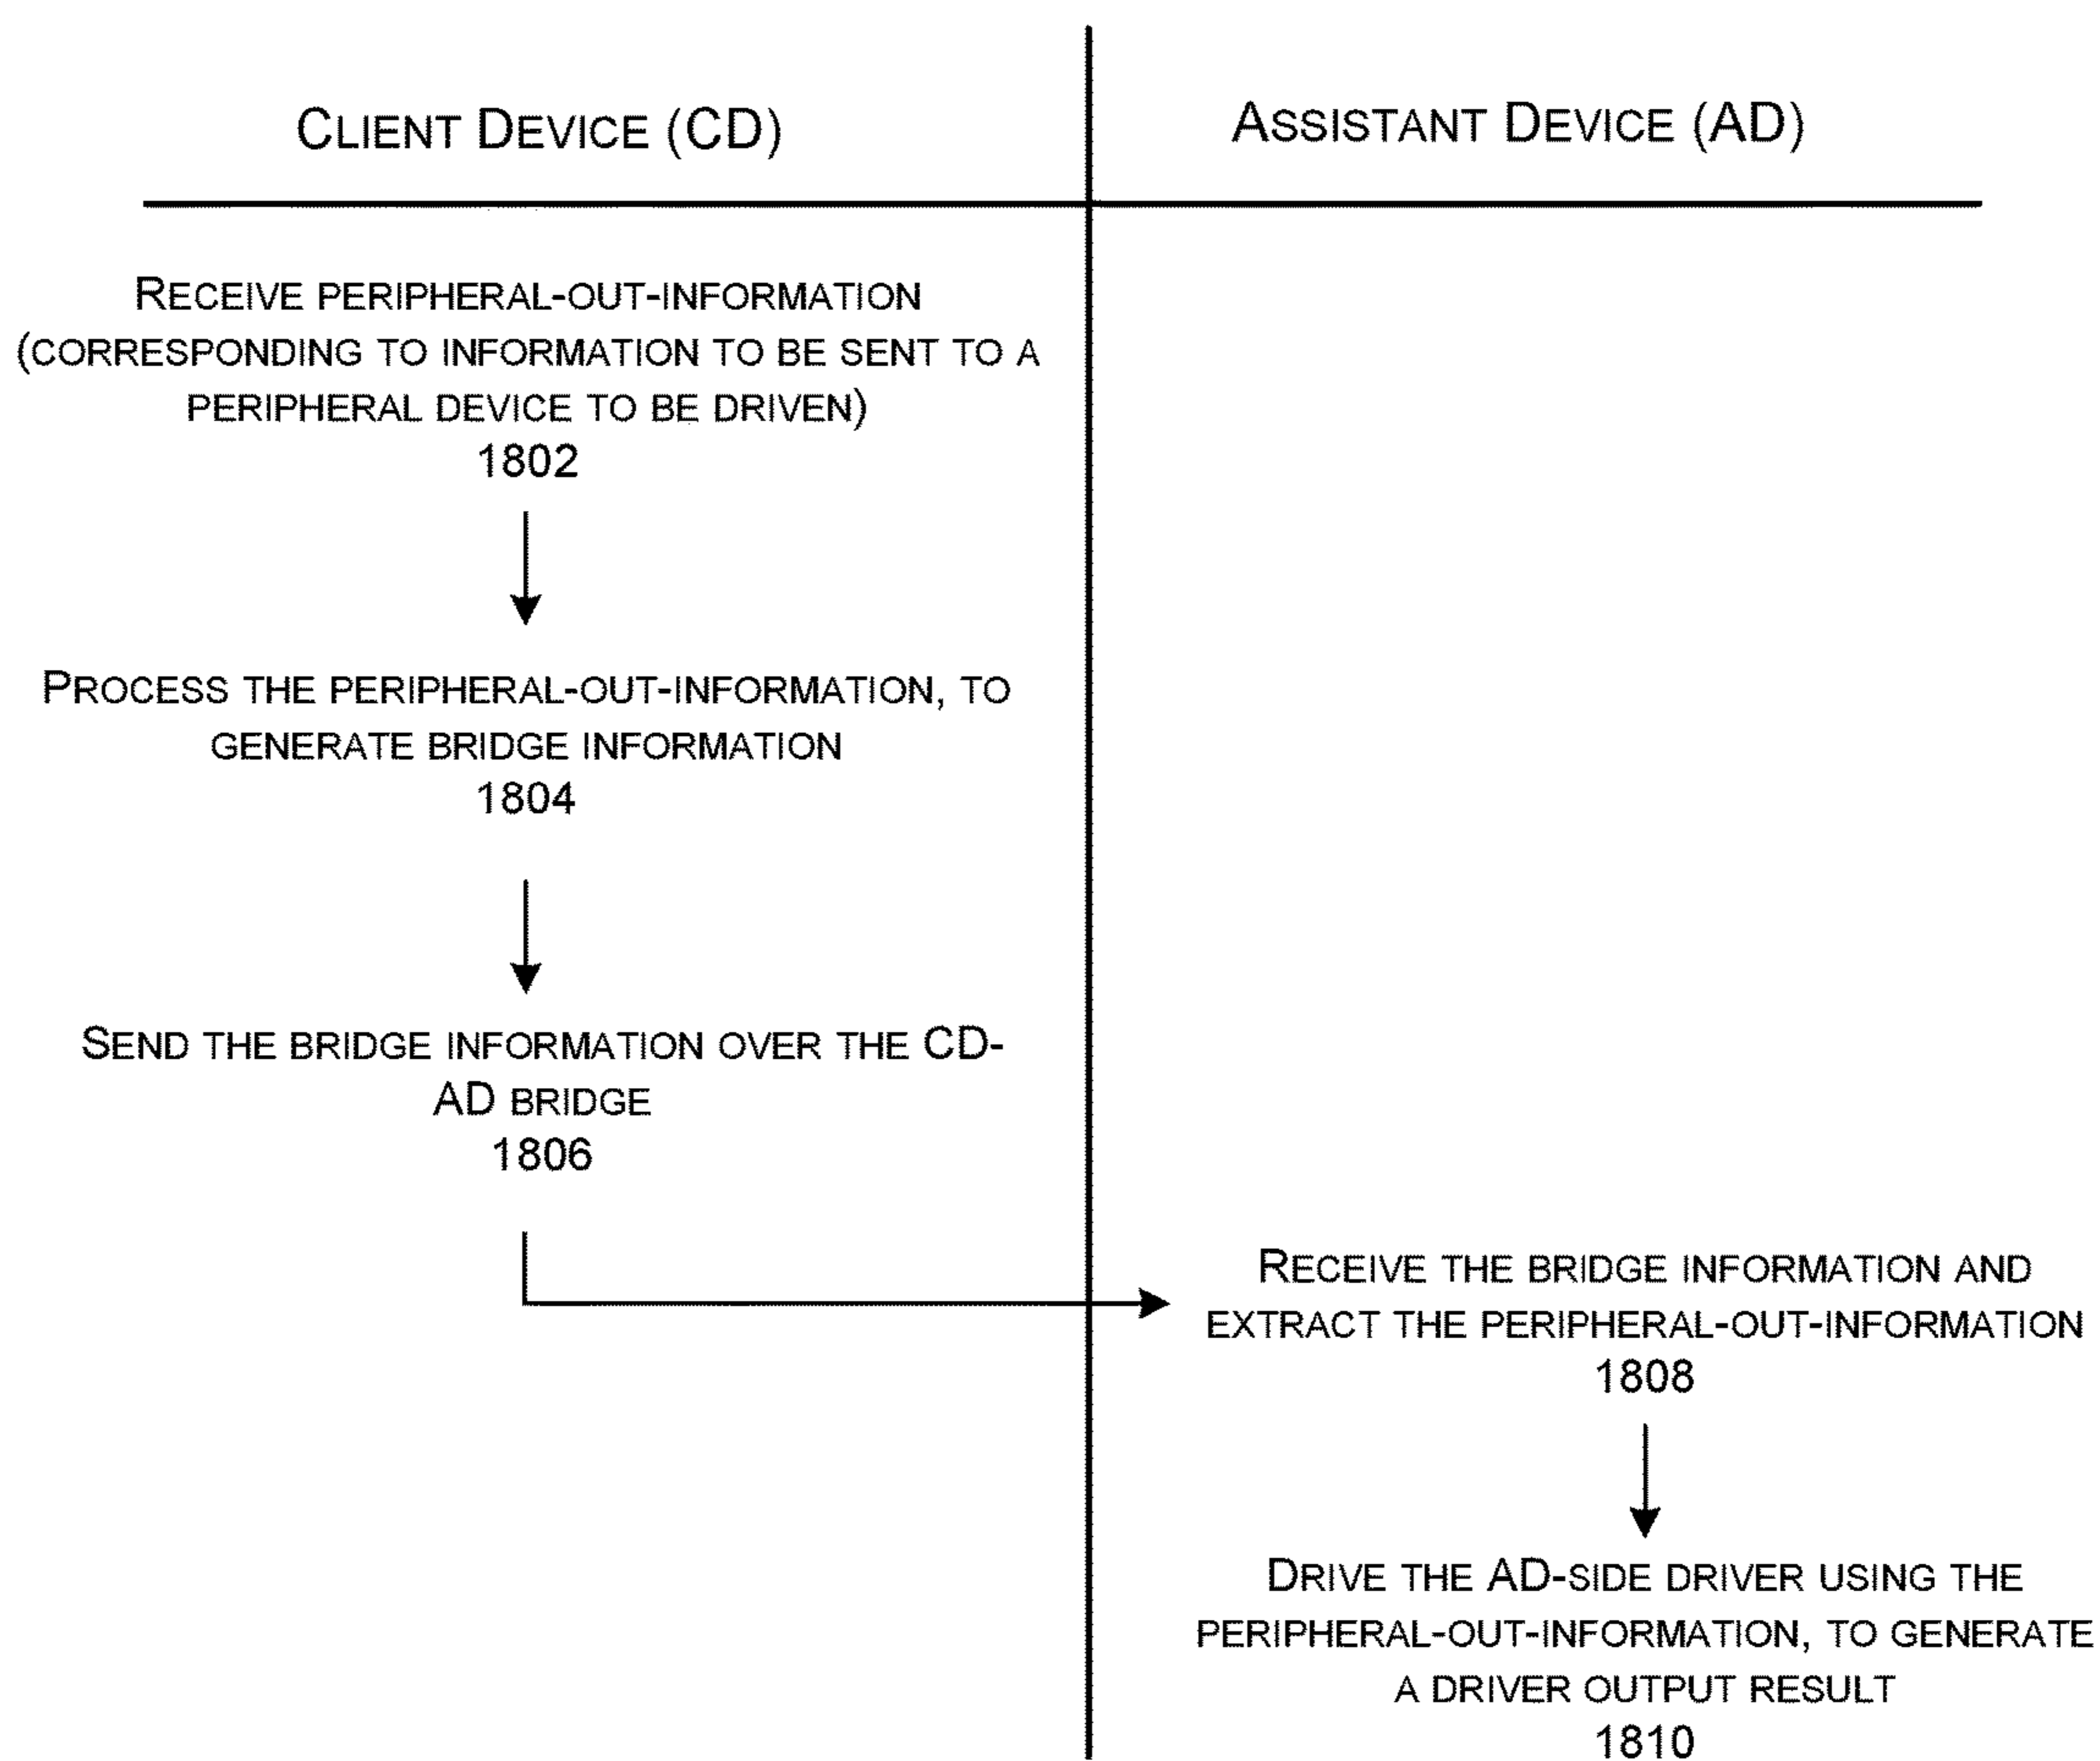 CLIENT DEVICE (CD)
ASSISTANT DEVICE (AD)
RECEIVE PERIPHERAL-OUT-INFORMATION
(CORRESPONDING TO INFORMATION TO BE SENT TO A
PERIPHERAL DEVICE TO BE DRIVEN)
1802
PROCESS THE PERIPHERAL-OUT-INFORMATION, TO
GENERATE BRIDGE INFORMATION
1804
SEND THE BRIDGE INFORMATION OVER THE CD-
AD BRIDGE
1806
RECEIVE THE BRIDGE INFORMATION AND
EXTRACT THE PERIPHERAL-OUT-INFORMATION
1808
DRIVE THE AD-SIDE DRIVER USING THE
PERIPHERAL-OUT-INFORMATION, TO GENERATE
A DRIVER OUTPUT RESULT
1810